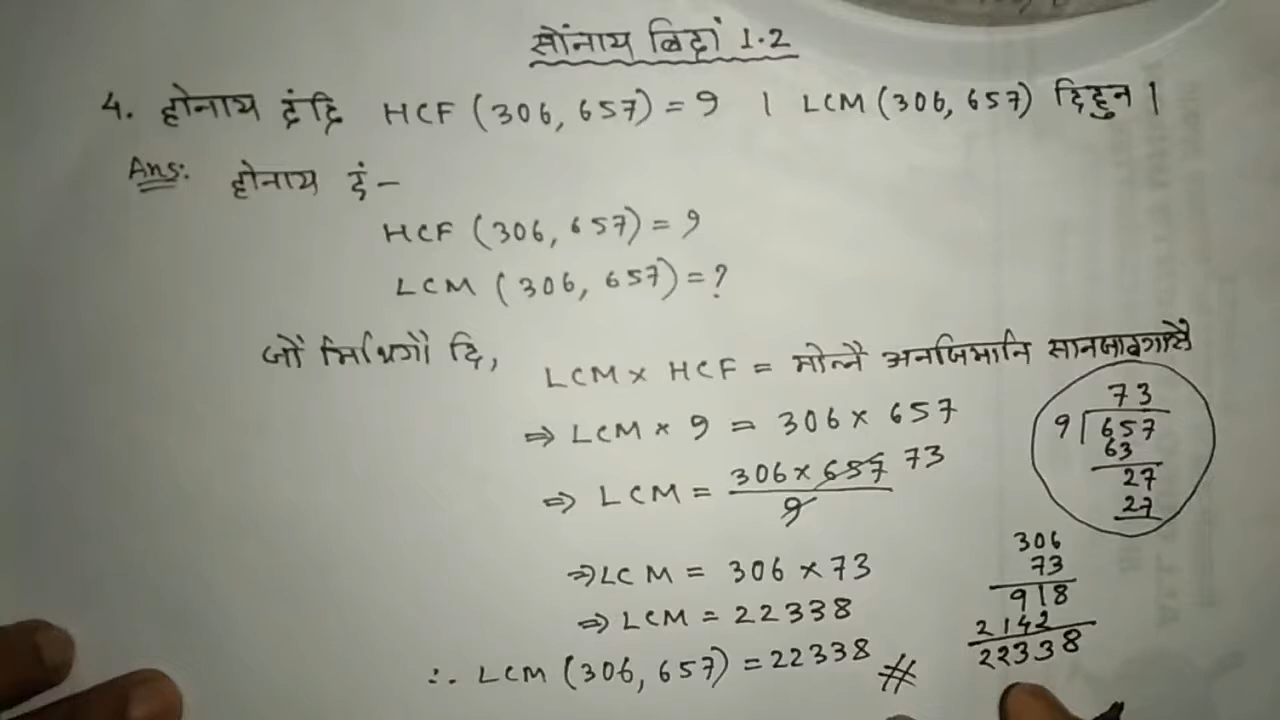 सोंनाय बिदां 1.2
4. होनाय दंदि HCF (306, 657) = 9 । LCM (306, 657) दिहुन ।
Ans: होनाय दं -
HCF (306, 657) = 9
LCM (306, 657) = ?
जों मिथिगौ दि,
LCM × HCF = मोन्नै अनजिमानि सानजाबगासै
⇒ LCM × 9 = 306 × 657
⇒ LCM = 306 × 657 73
9
⇒ LCM = 306 × 73
⇒ LCM = 22338
∴ LCM (306, 657) = 22338 #
73
9 657
63
27
27
306
73
918
2142
22338